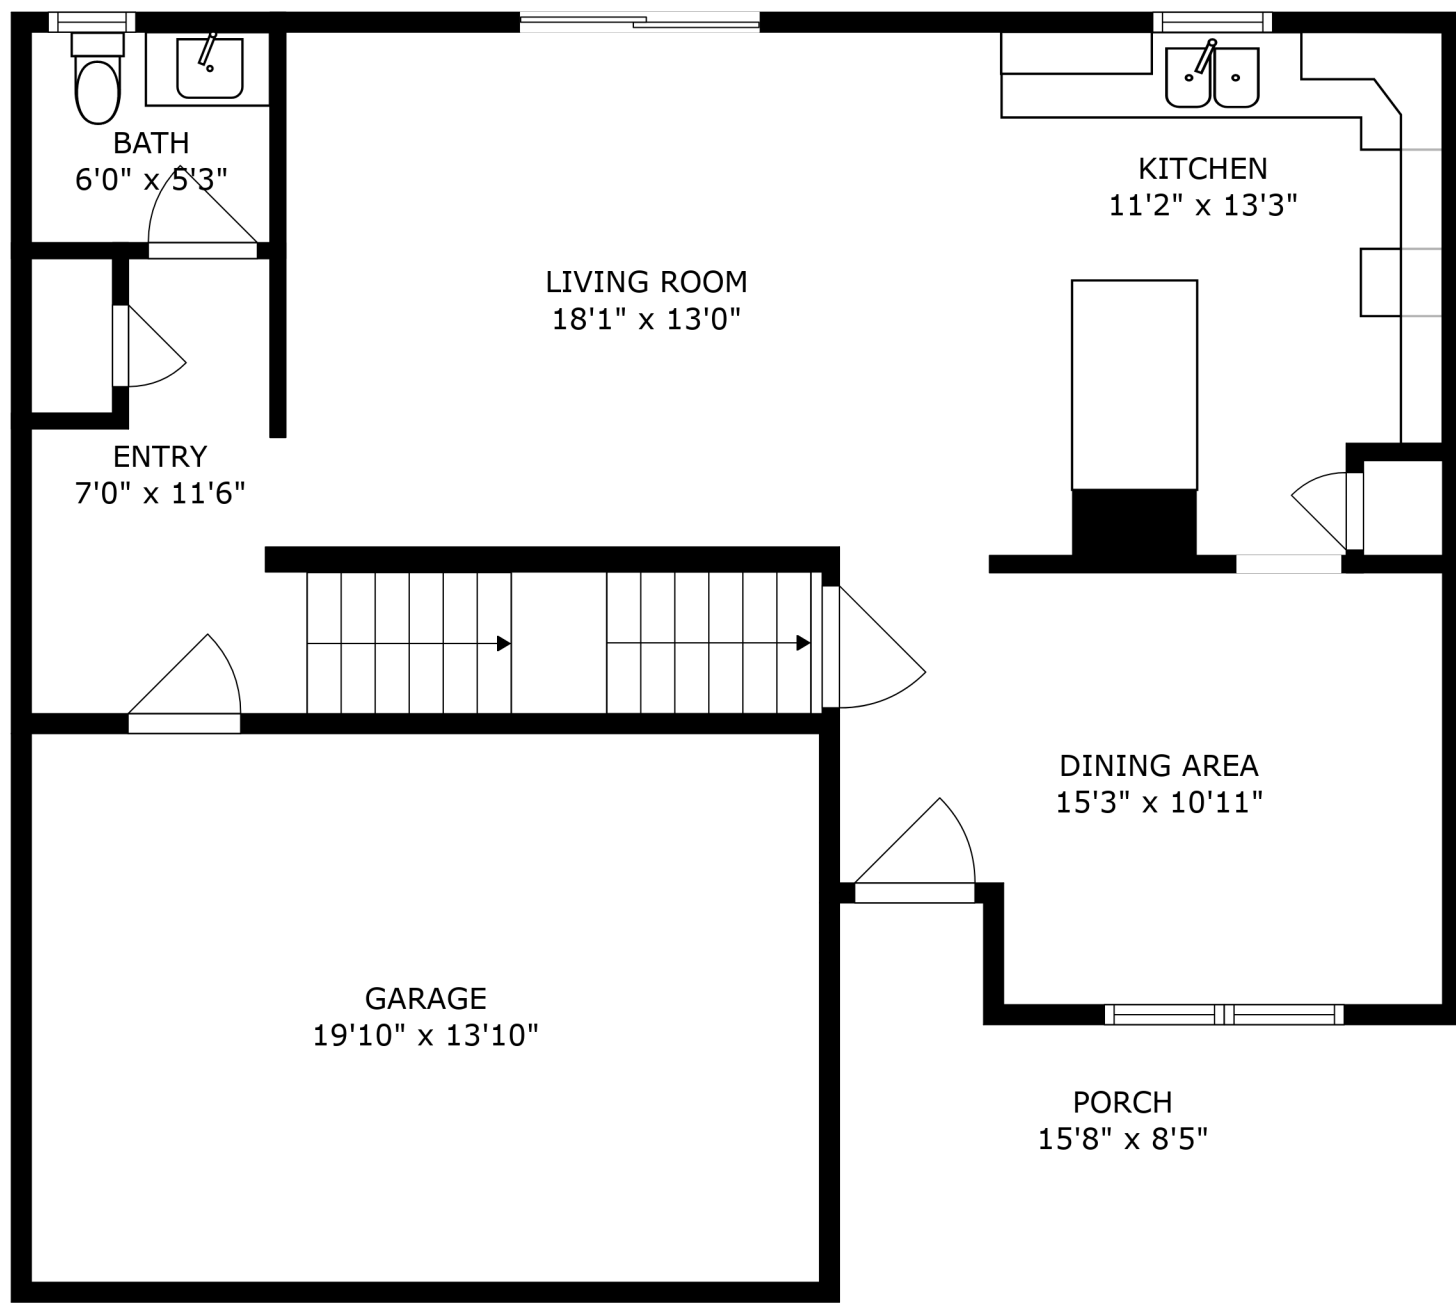 BATH
6'0" x 5'3"
KITCHEN
11'2" x 13'3"
LIVING ROOM
18'1" x 13'0"
ENTRY
7'0" x 11'6"
DINING AREA
15'3" x 10'11"
GARAGE
19'10" x 13'10"
PORCH
15'8" x 8'5"